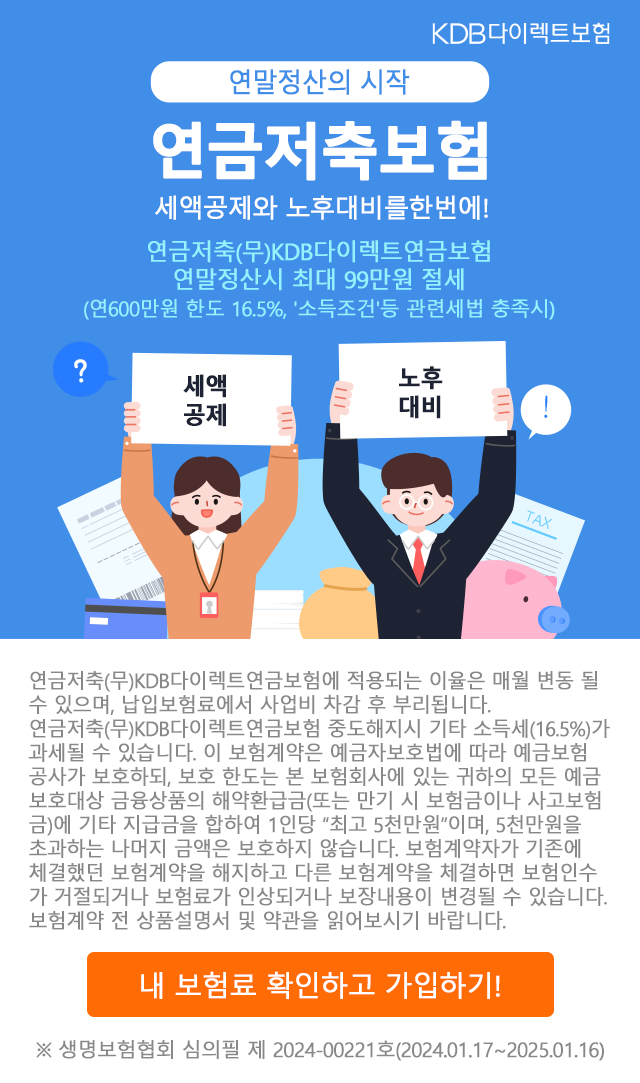 KDB다이렉트보험
연말정산의 시작
연금저축보험
세액공제와 노후대비를한번에!
연금저축(무)KDB다이렉트연금보험
연말정산시 최대 99만원 절세
(연600만원 한도 16.5%, '소득조건'등 관련세법 충족시)
?
세액
공제
노후
대비
!
TAX
연금저축(무)KDB다이렉트연금보험에 적용되는 이율은 매월 변동 될
수 있으며, 납입보험료에서 사업비 차감 후 부리됩니다.
연금저축(무)KDB다이렉트연금보험 중도해지시 기타 소득세(16.5%)가
과세될 수 있습니다. 이 보험계약은 예금자보호법에 따라 예금보험
공사가 보호하되, 보호 한도는 본 보험회사에 있는 귀하의 모든 예금
보호대상 금융상품의 해약환급금(또는 만기 시 보험금이나 사고보험
금)에 기타 지급금을 합하여 1인당 "최고 5천만원"이며, 5천만원을
초과하는 나머지 금액은 보호하지 않습니다. 보험계약자가 기존에
체결했던 보험계약을 해지하고 다른 보험계약을 체결하면 보험인수
가 거절되거나 보험료가 인상되거나 보장내용이 변경될 수 있습니다.
보험계약 전 상품설명서 및 약관을 읽어보시기 바랍니다.
내 보험료 확인하고 가입하기!
※ 생명보험협회 심의필 제 2024-00221호(2024.01.17~2025.01.16)